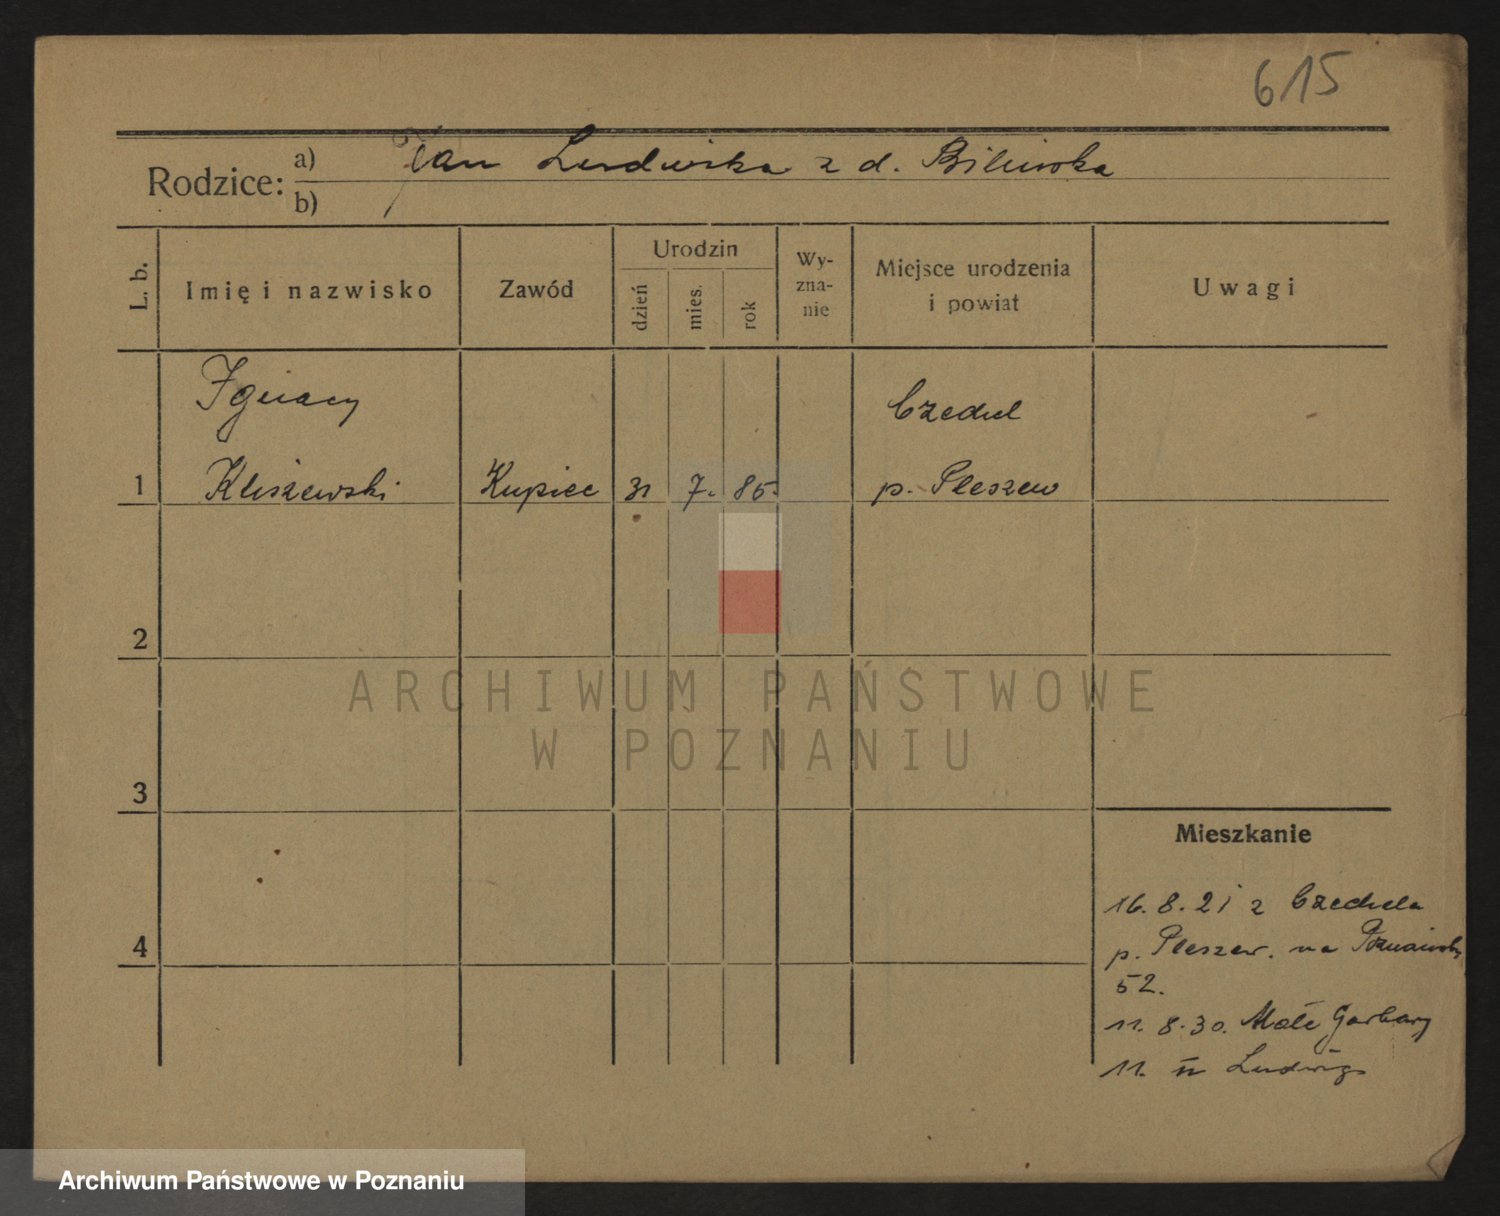 615
Rodzice:
a) Jan Ludwika z d. Bilińska
b)
L. b.
Imię i nazwisko
Zawód
Urodzin
dzień
mies.
rok
Wy-
zna-
nie
Miejsce urodzenia
i powiat
Uwagi
Ignacy
Czechel
1 Kliszewski Kupiec 31 7. 85. p. Pleszew
2
3
4
Mieszkanie
16. 8. 21 z Czechela
p. Pleszew. na
52.
11. 8. 30. Małe Garbary
11. II Ludwig
ARCHIWUM PAŃSTWOWE
W POZNANIU
Archiwum Państwowe w Poznaniu